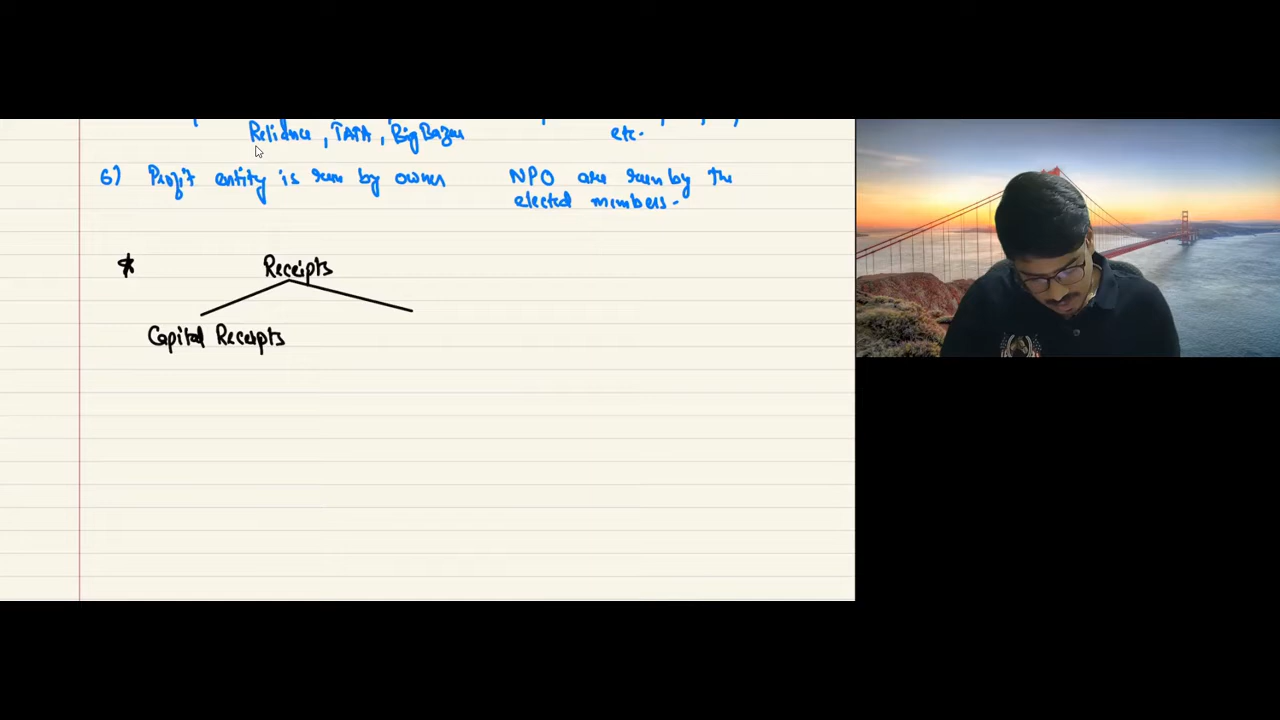 Reliance, TATA, Big Bazar
etc.
6) Profit entity is run by owner
NPO are run by the
elected members.
* Receipts
Capital Receipts